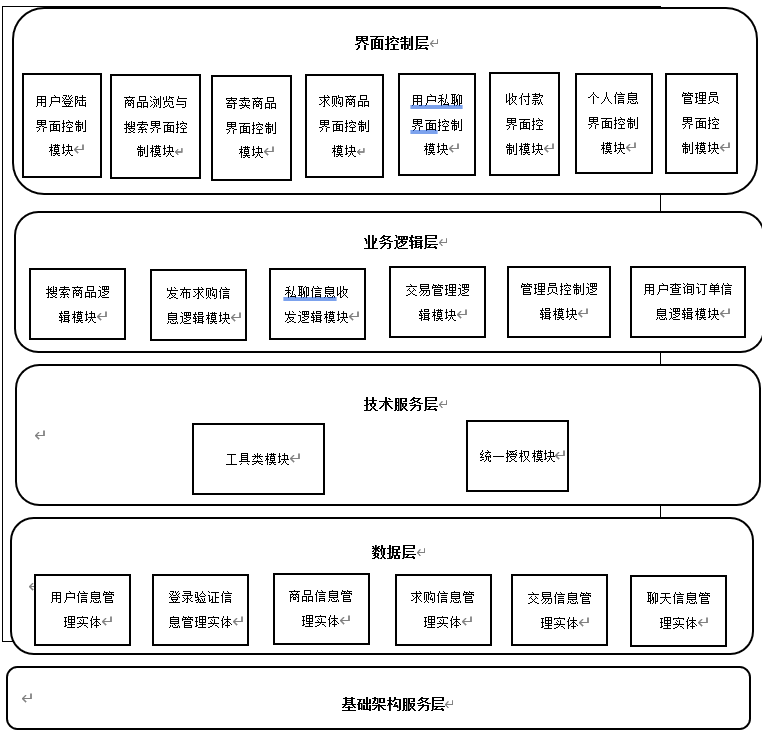 界面控制层
用户登陆
界面控制
模块
商品浏览与
搜索界面控
制模块
寄卖商品
界面控制
模块
求购商品
界面控制
模块
用户私聊
界面控制
模块
收付款
界面控
制模块
个人信息
界面控制
模块
管理员
界面控
制模块
业务逻辑层
搜索商品逻
辑模块
发布求购信
息逻辑模块
私聊信息收
发逻辑模块
交易管理逻
辑模块
管理员控制逻
辑模块
用户查询订单信
息逻辑模块
技术服务层
工具类模块
统一授权模块
数据层
用户信息管
理实体
登录验证信
息管理实体
商品信息管
理实体
求购信息管
理实体
交易信息管
理实体
聊天信息管
理实体
基础架构服务层